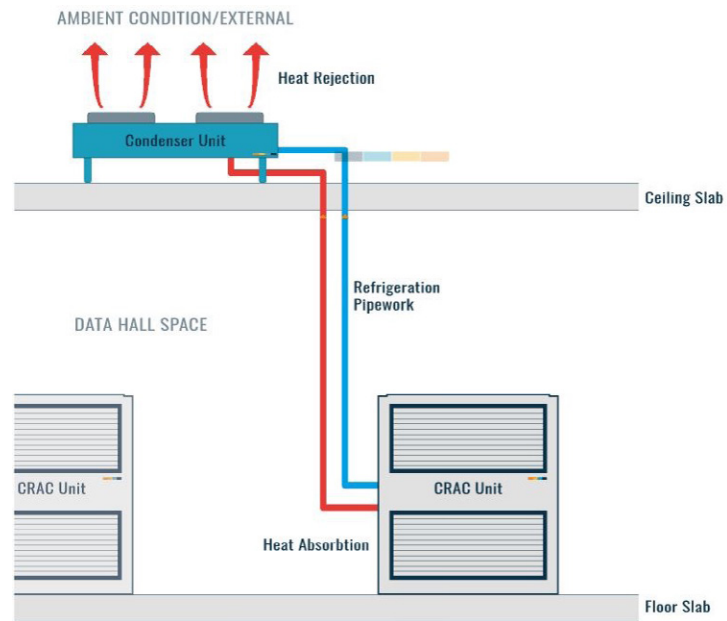 AMBIENT CONDITION/EXTERNAL
Heat Rejection
Condenser Unit
Ceiling Slab
Refrigeration
Pipework
DATA HALL SPACE
CRAC Unit
CRAC Unit
Heat Absorbtion
Floor Slab